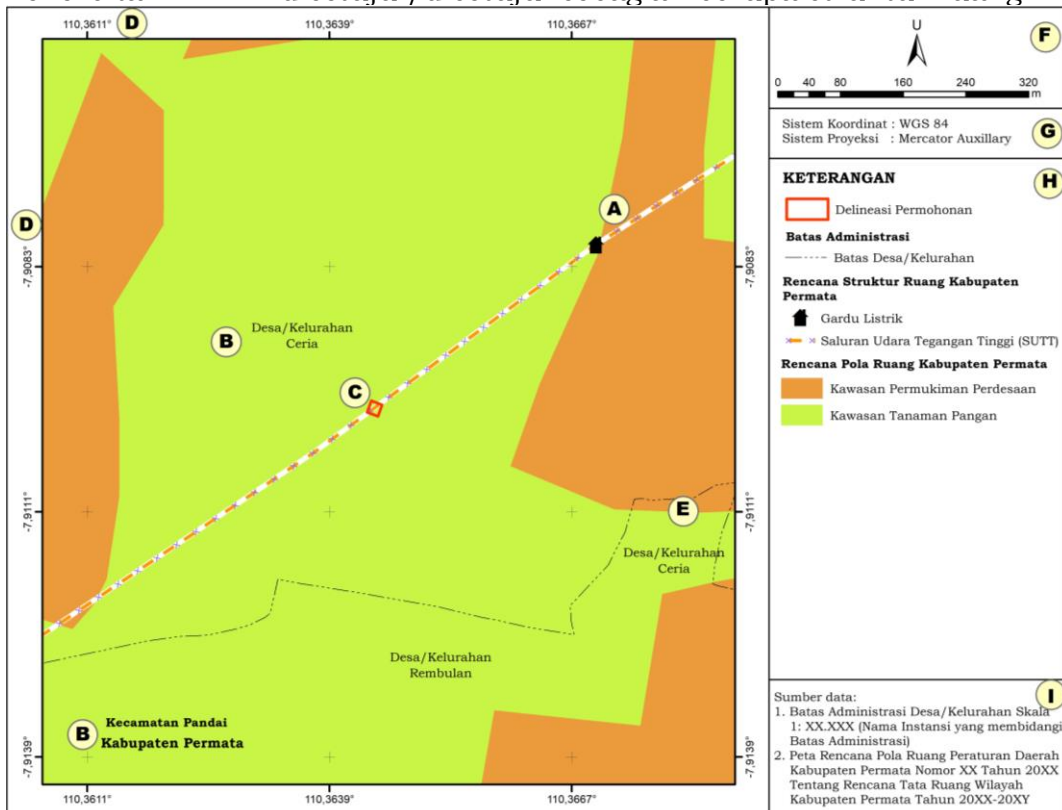 110,3611°
D
110,3639°
110,3667°
D
A
-7,9083°
-7,9083°
B
Desa/Kelurahan
Ceria
C
-7,9111°
-7,9111°
E
Desa/Kelurahan
Ceria
Desa/Kelurahan
Rembulan
B
Kecamatan Pandai
Kabupaten Permata
-7,9139°
-7,9139°
110,3611°
110,3639°
110,3667°
U
F
0 40 80 160 240 320
m
Sistem Koordinat : WGS 84
Sistem Proyeksi : Mercator Auxillary
G
KETERANGAN
H
Delineasi Permohonan
Batas Administrasi
Batas Desa/Kelurahan
Rencana Struktur Ruang Kabupaten
Permata
Gardu Listrik
Saluran Udara Tegangan Tinggi (SUTT)
Rencana Pola Ruang Kabupaten Permata
Kawasan Permukiman Perdesaan
Kawasan Tanaman Pangan
I
Sumber data:
1. Batas Administrasi Desa/Kelurahan Skala
1: XX.XXX (Nama Instansi yang membidangi
Batas Administrasi)
2. Peta Rencana Pola Ruang Peraturan Daerah
Kabupaten Permata Nomor XX Tahun 20XX
Tentang Rencana Tata Ruang Wilayah
Kabupaten Permata Tahun 20XX-20XY